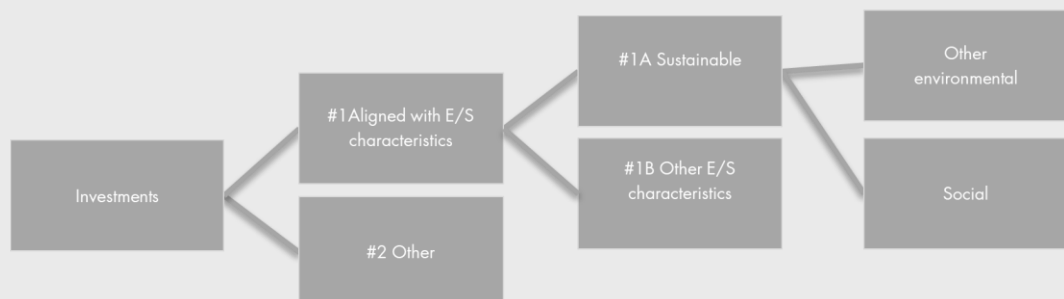 Investments
#1Aligned with E/S
characteristics
#2 Other
#1A Sustainable
#1B Other E/S
characteristics
Other
environmental
Social